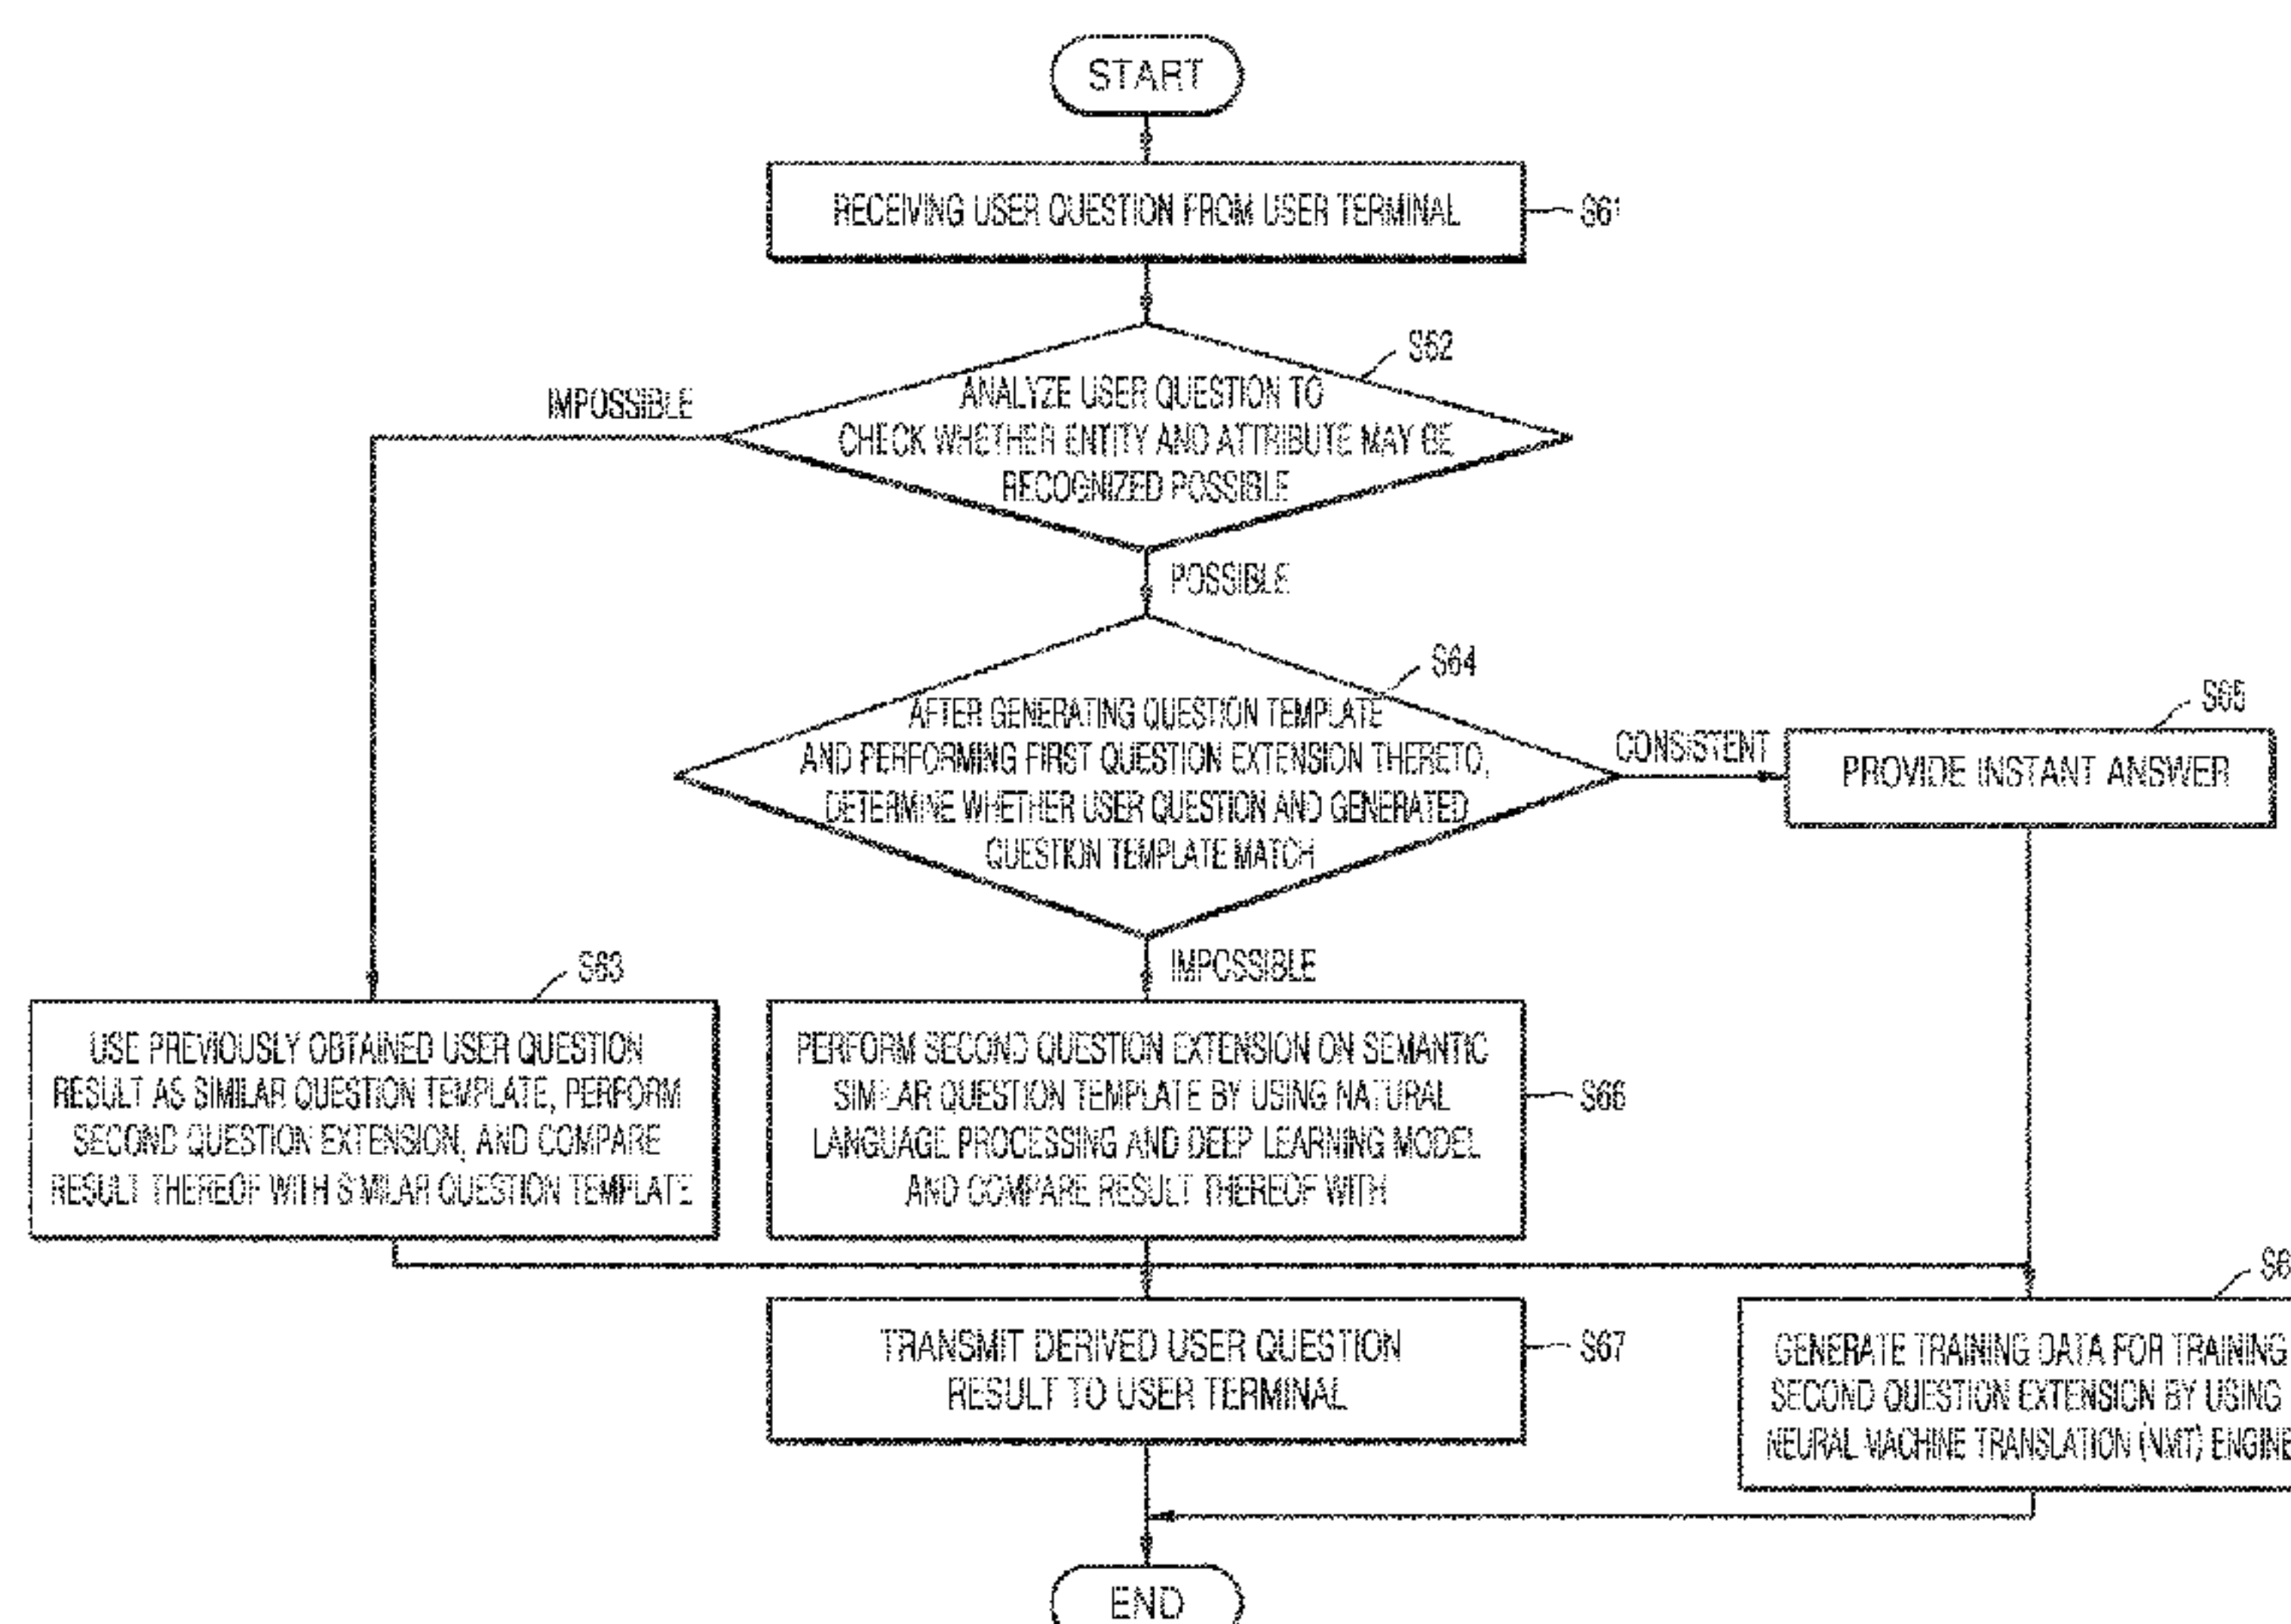 START
RECEIVING USER QUESTION FROM USER TERMINAL
S61
S62
IMPOSSIBLE
ANALYZE USER QUESTION TO
CHECK WHETHER ENTITY AND ATTRIBUTE MAY BE
RECOGNIZED POSSIBLE
POSSIBLE
S64
AFTER GENERATING QUESTION TEMPLATE
AND PERFORMING FIRST QUESTION EXTENSION THERETO,
DETERMINE WHETHER USER QUESTION AND GENERATED
QUESTION TEMPLATE MATCH
CONSISTENT
S65
PROVIDE INSTANT ANSWER
IMPOSSIBLE
S63
USE PREVIOUSLY OBTAINED USER QUESTION
RESULT AS SIMILAR QUESTION TEMPLATE, PERFORM
SECOND QUESTION EXTENSION, AND COMPARE
RESULT THEREOF WITH SIMILAR QUESTION TEMPLATE
PERFORM SECOND QUESTION EXTENSION ON SEMANTIC
SIMILAR QUESTION TEMPLATE BY USING NATURAL
LANGUAGE PROCESSING AND DEEP LEARNING MODEL
AND COMPARE RESULT THEREOF WITH
S66
TRANSMIT DERIVED USER QUESTION
RESULT TO USER TERMINAL
S67
GENERATE TRAINING DATA FOR TRAINING
SECOND QUESTION EXTENSION BY USING
NEURAL MACHINE TRANSLATION (NMT) ENGINE
END